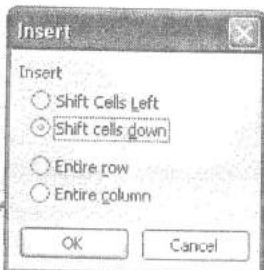 Insert
Insert
Shift Cells Left
Shift cells down
Entire row
Entire column
OK
Cancel